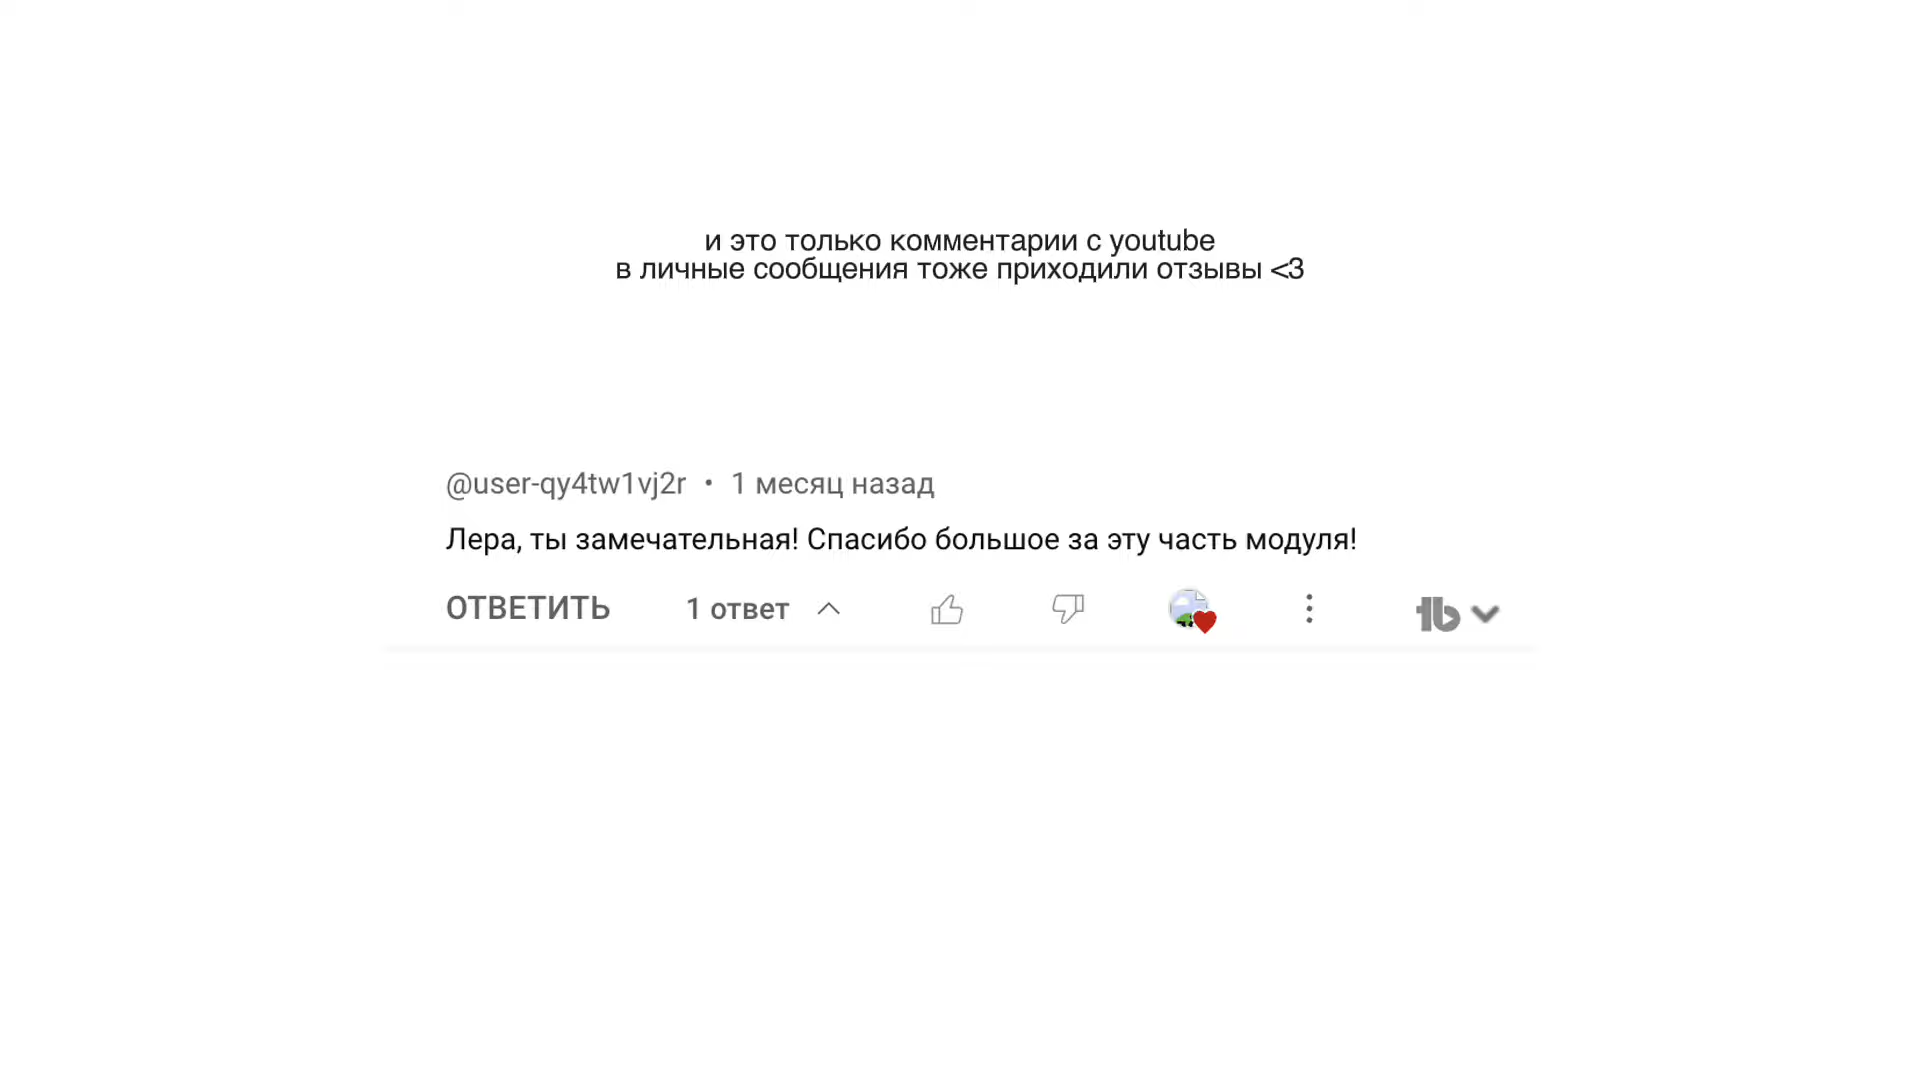 и это только комментарии с youtube
в личные сообщения тоже приходили отзывы <3
@user-qy4tw1vj2r • 1 месяц назад
Лера, ты замечательная! Спасибо большое за эту часть модуля!
ОТВЕТИТЬ 1 ответ